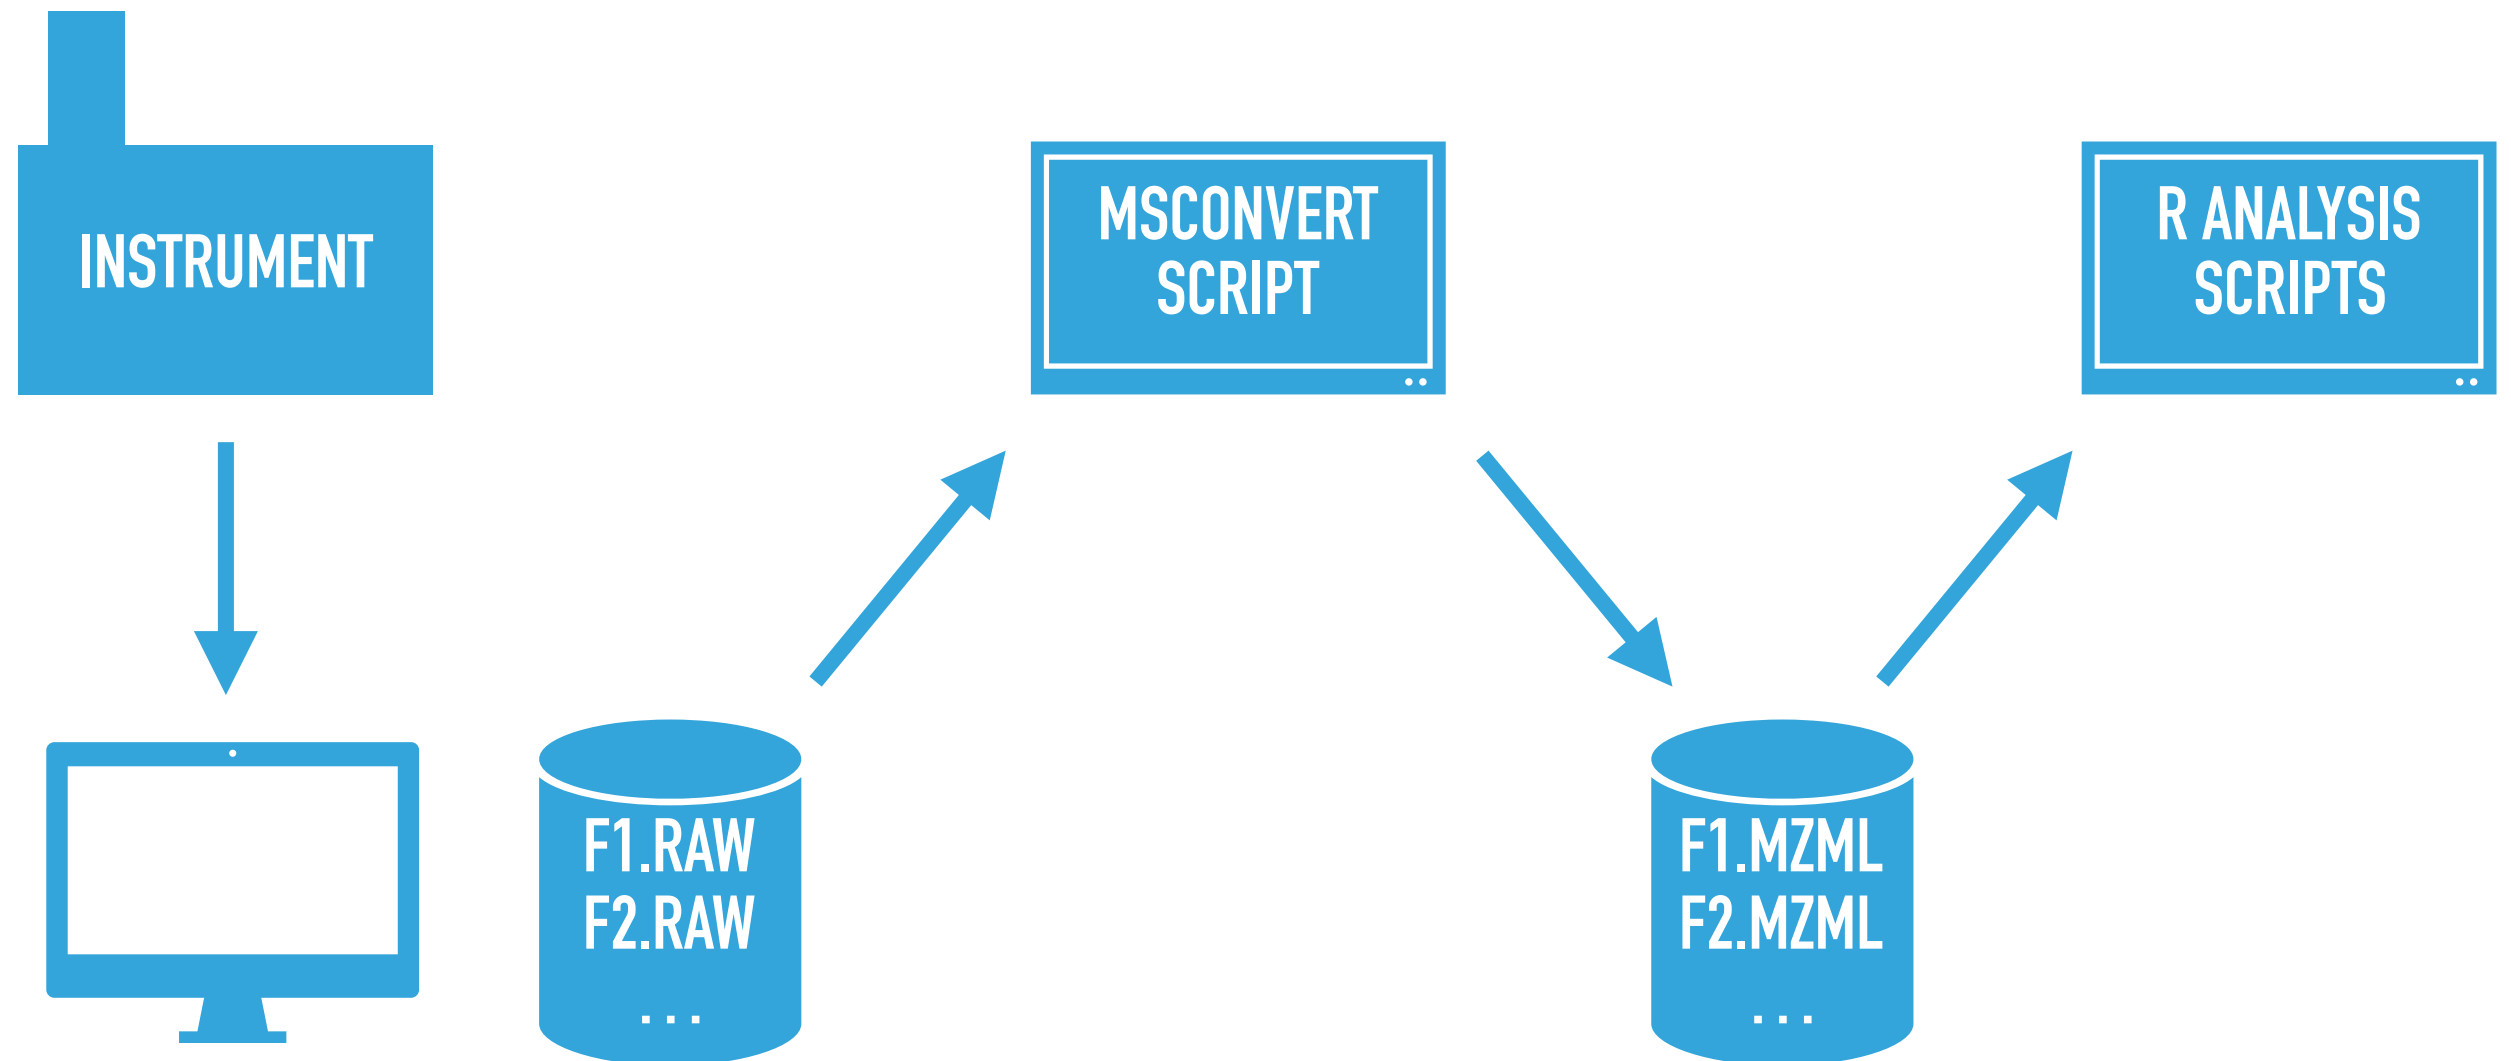 INSTRUMENT
MSCONVERT
SCRIPT
R ANALYSIS
SCRIPTS
F1.RAW
F2.RAW
...
F1.MZML
F2.MZML
...